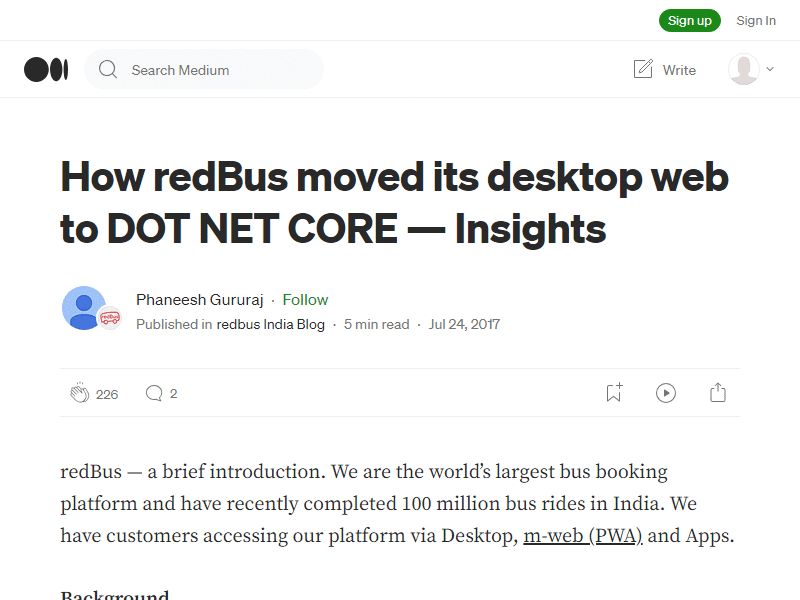 Sign up
Sign In
Search Medium
Write
How redBus moved its desktop web
to DOT NET CORE — Insights
Phaneesh Gururaj · Follow
Published in redbus India Blog · 5 min read · Jul 24, 2017
redBus
226
2
redBus — a brief introduction. We are the world’s largest bus booking
platform and have recently completed 100 million bus rides in India. We
have customers accessing our platform via Desktop, m-web (PWA) and Apps.
Background